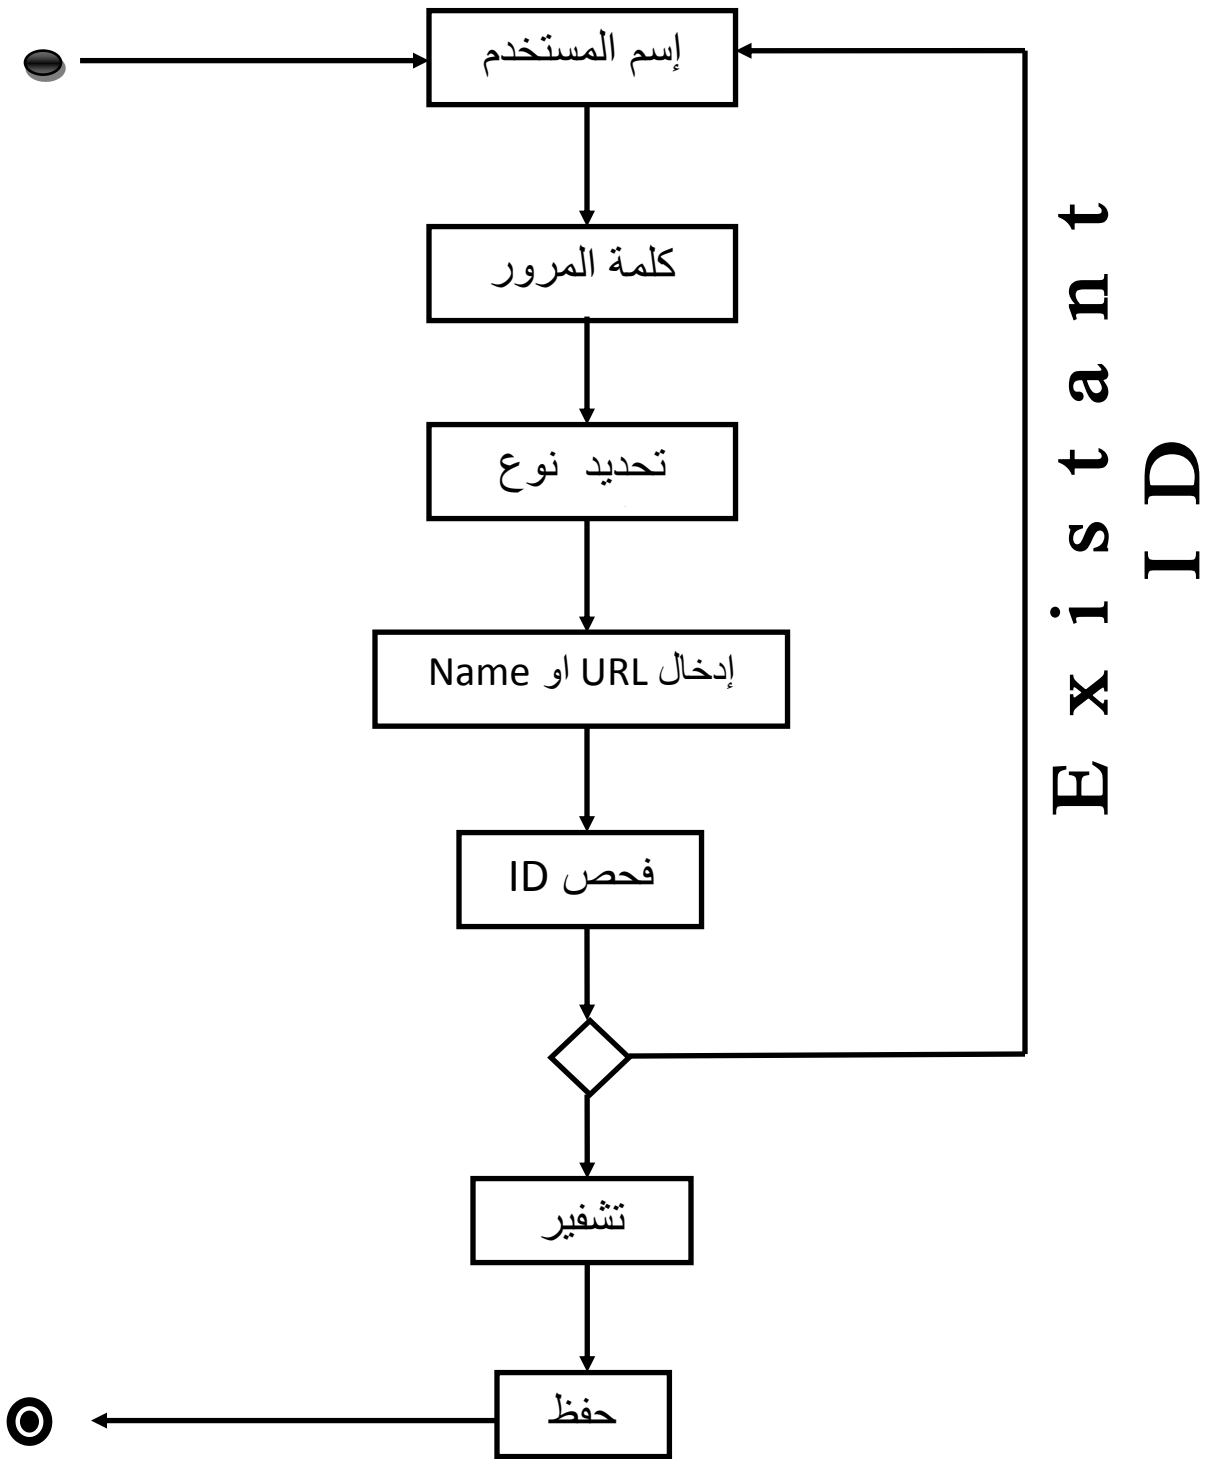 إسم المستخدم
كلمة المرور
تحديد نوع
إدخال URL او Name
فحص ID
Existant
ID
تشفير
حفظ